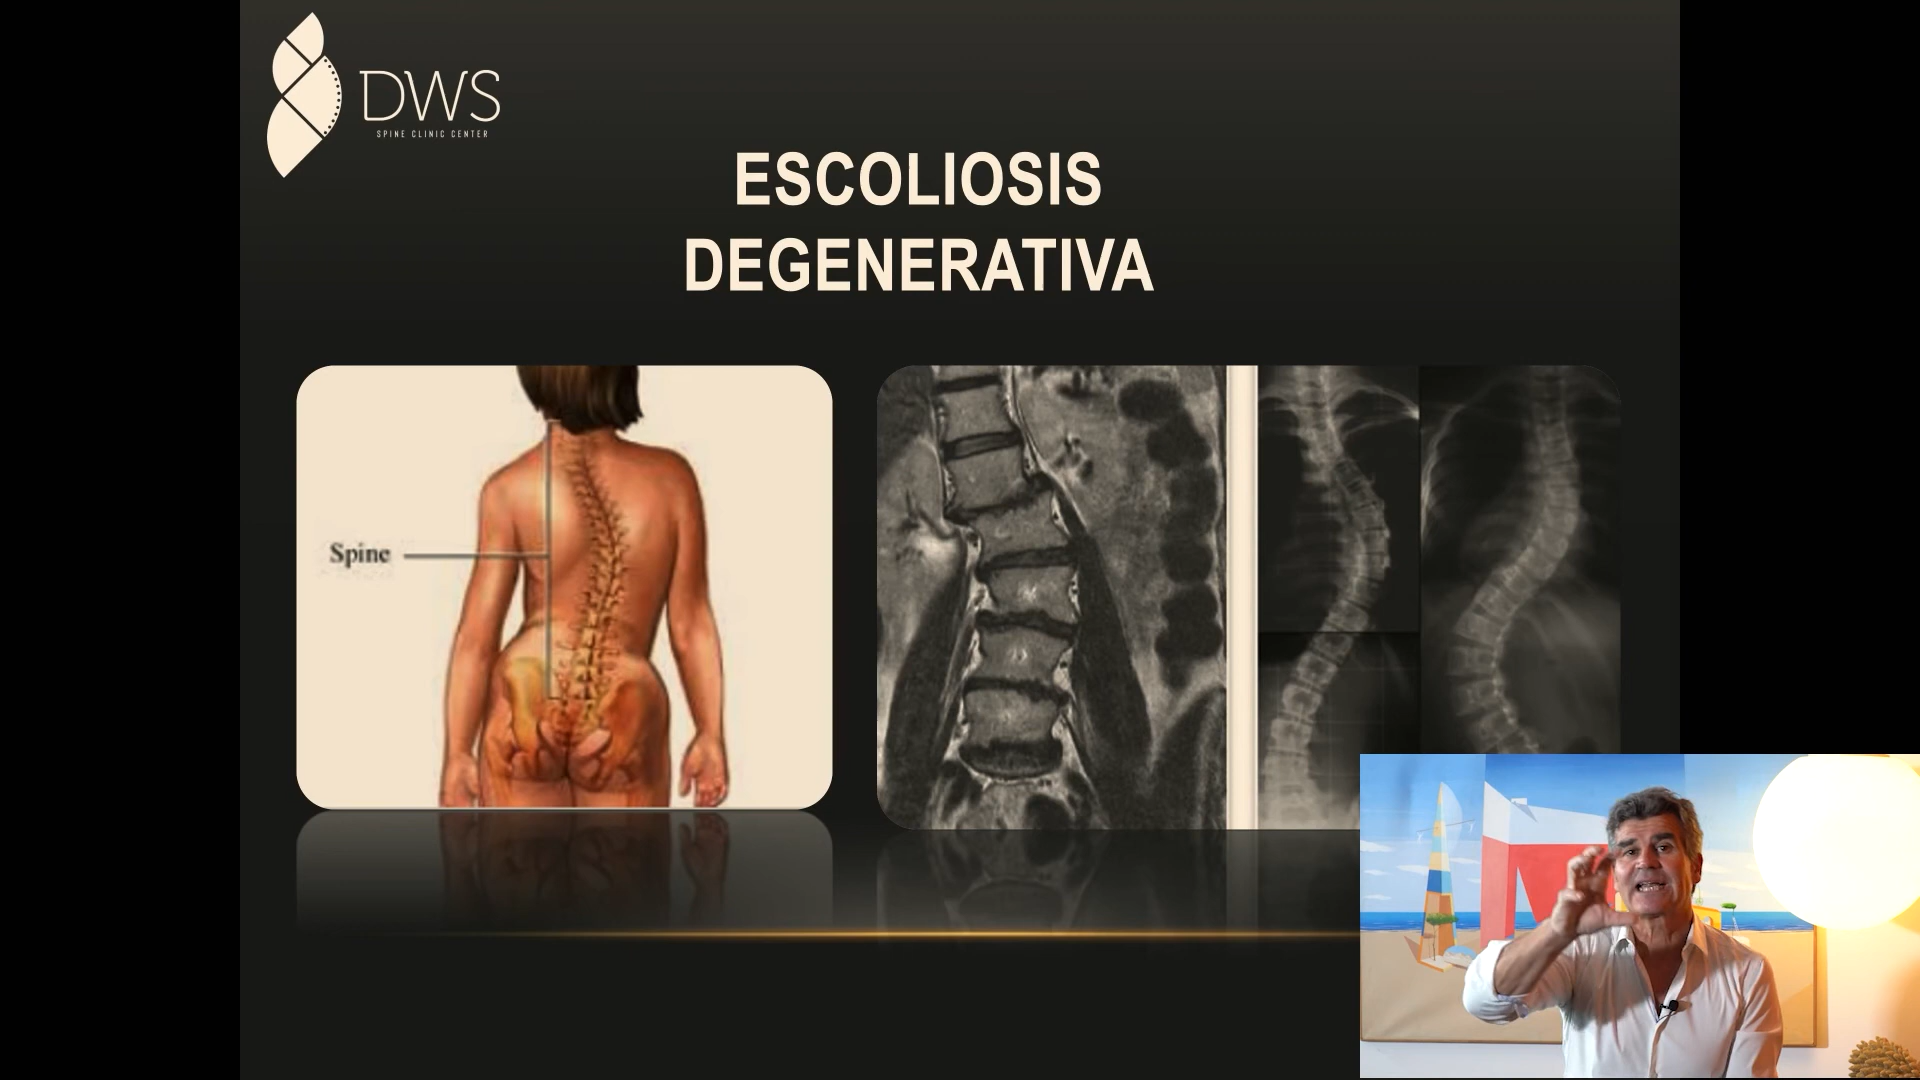 DWS
SPINE CLINIC CENTER
ESCOLIOSIS
DEGENERATIVA
Spine